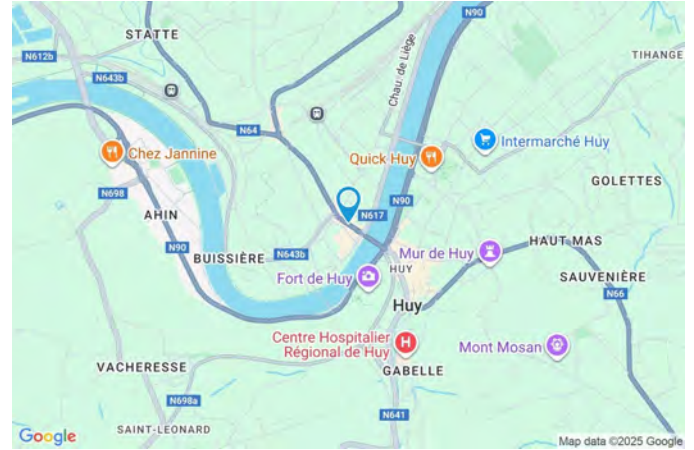 STATTE
N90
N612b
N643b
Chau. de Liège
TIHANGE
N64
Intermarché Huy
Chez Jannine
Quick Huy
N698
GOLETTES
N90
AHIN
N617
N90
BUISSIÈRE
N643b
HUY
Mur de Huy
HAUT MAS
Fort de Huy
SAUVENIÈRE
N66
Huy
Centre Hospitalier
Régional de Huy
H
Mont Mosan
VACHERESSE
GABELLE
N698a
N641
SAINT-LEONARD
Google
Map data ©2025 Google